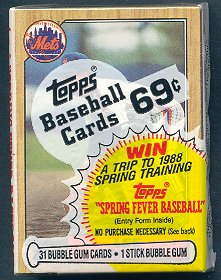 Mets
Topps
Baseball
Cards 69¢
WIN
A TRIP TO 1988
SPRING TRAINING
Topps
"SPRING FEVER BASEBALL"
(Entry Form Inside)
NO PURCHASE NECESSARY (See back)
31 BUBBLE GUM CARDS • 1 STICK BUBBLE GUM